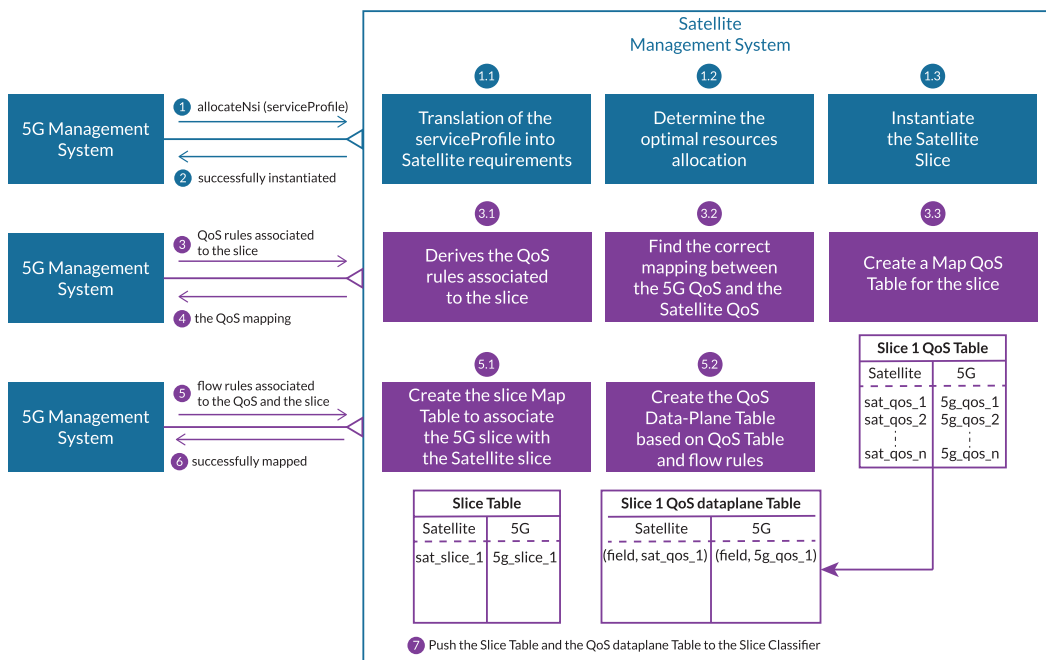 Satellite
Management System
1.1
1.2
1.3
5G Management
System
1 allocateNsi (serviceProfile)
2 successfully instantiated
Translation of the
serviceProfile into
Satellite requirements
Determine the
optimal resources
allocation
Instantiate
the Satellite
Slice
3.1
3.2
3.3
5G Management
System
3 QoS rules associated
to the slice
4 the QoS mapping
Derives the QoS
rules associated
to the slice
Find the correct
mapping between
the 5G QoS and the
Satellite QoS
Create a Map QoS
Table for the slice
Slice 1 QoS Table
Satellite 5G
sat_qos_1 5g_qos_1
sat_qos_2 5g_qos_2
sat_qos_n 5g_qos_n
5.1
5.2
5G Management
System
5 flow rules associated
to the QoS and the slice
6 successfully mapped
Create the slice Map
Table to associate
the 5G slice with
the Satellite slice
Create the QoS
Data-Plane Table
based on QoS Table
and flow rules
Slice Table
Satellite 5G
sat_slice_1 5g_slice_1
Slice 1 QoS dataplane Table
Satellite 5G
(field, sat_qos_1) (field, 5g_qos_1)
7 Push the Slice Table and the QoS dataplane Table to the Slice Classifier